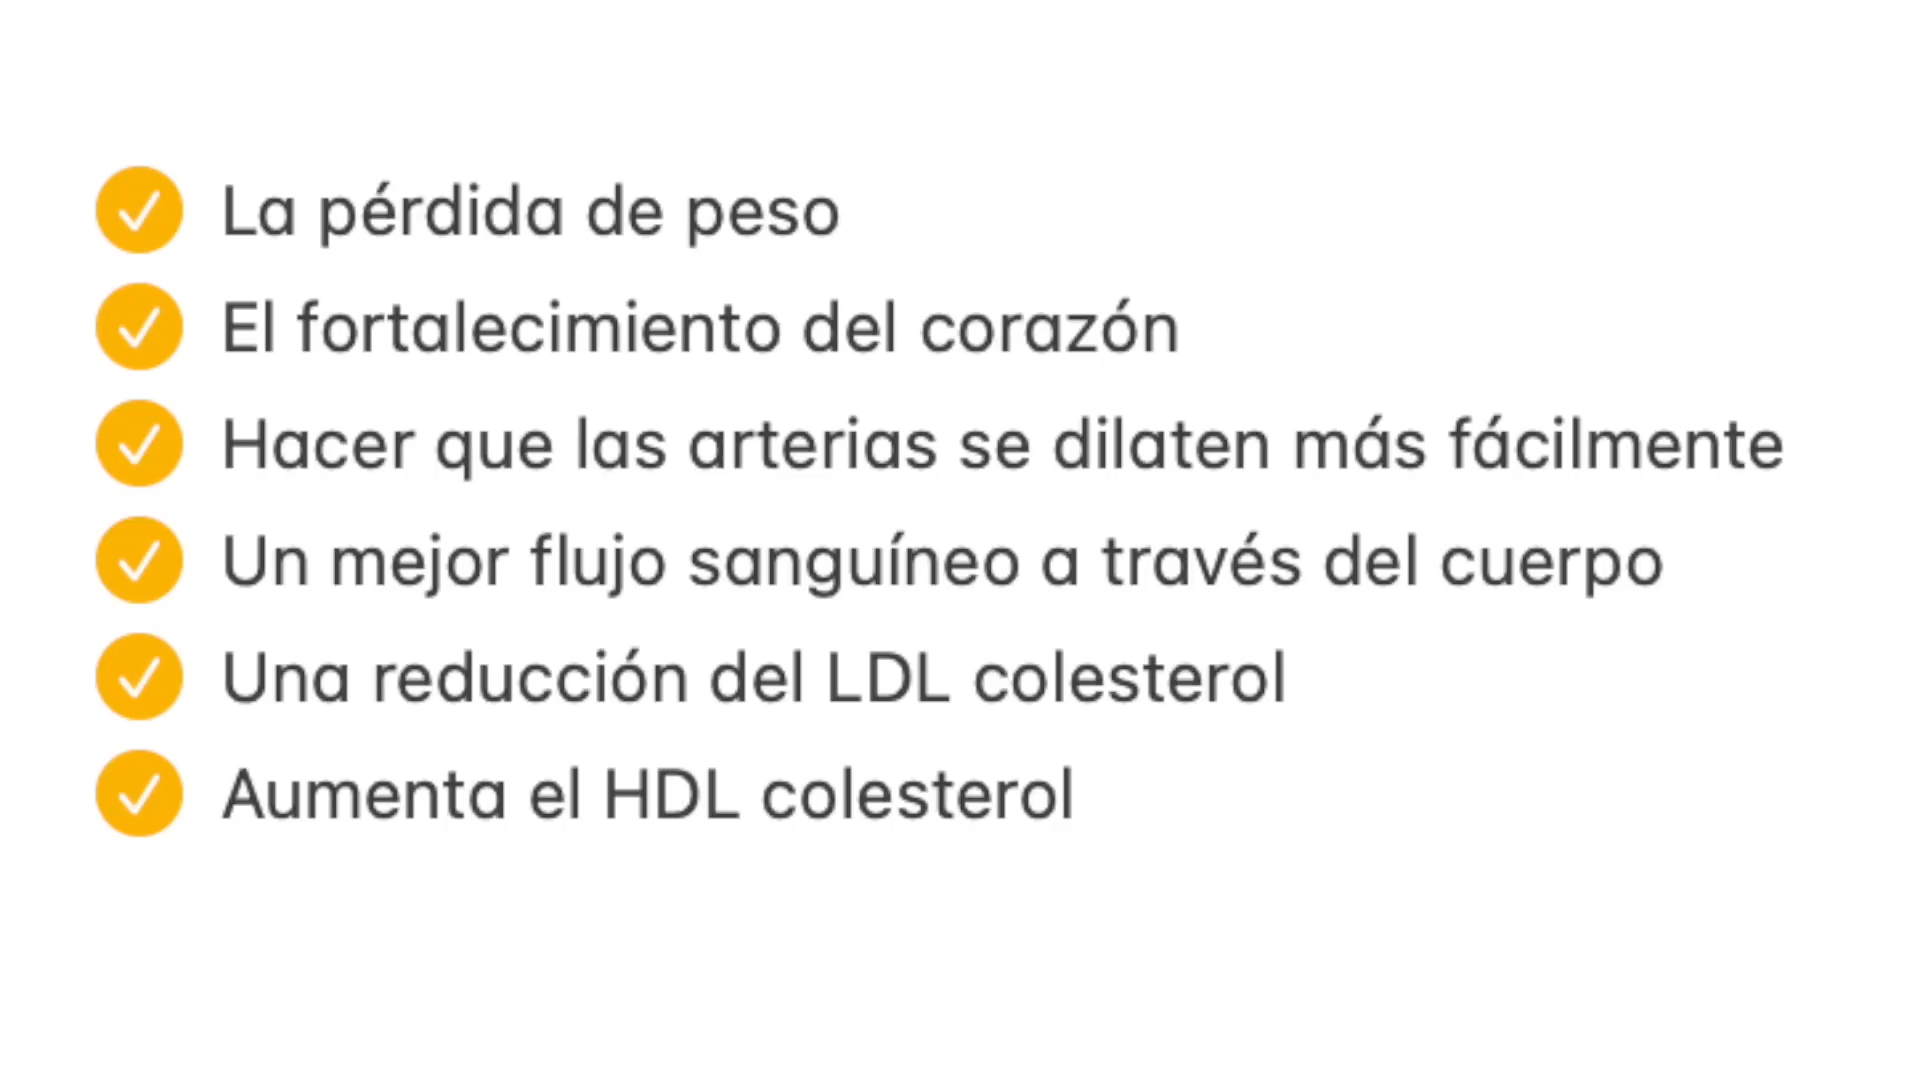 La pérdida de peso
El fortalecimiento del corazón
Hacer que las arterias se dilaten más fácilmente
Un mejor flujo sanguíneo a través del cuerpo
Una reducción del LDL colesterol
Aumenta el HDL colesterol